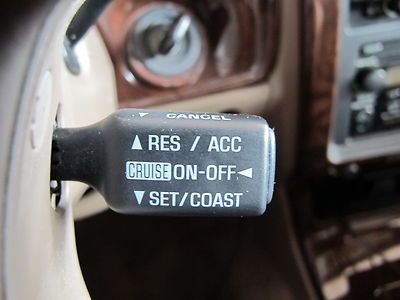 ▼ CANCEL
▲ RES / ACC
CRUISE ON-OFF ◄
▼ SET/COAST